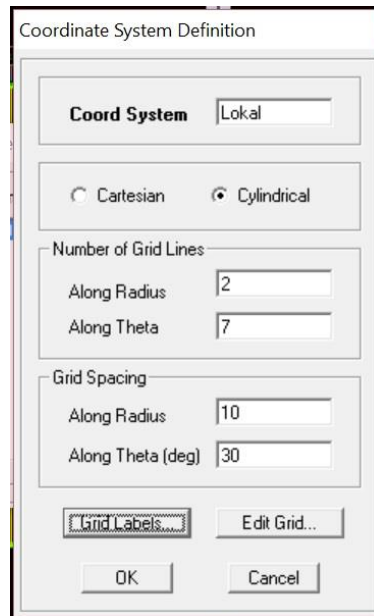 Coordinate System Definition
Coord System Lokal
Cartesian Cylindrical
Number of Grid Lines
Along Radius 2
Along Theta 7
Grid Spacing
Along Radius 10
Along Theta (deg) 30
Grid Labels... Edit Grid...
OK Cancel